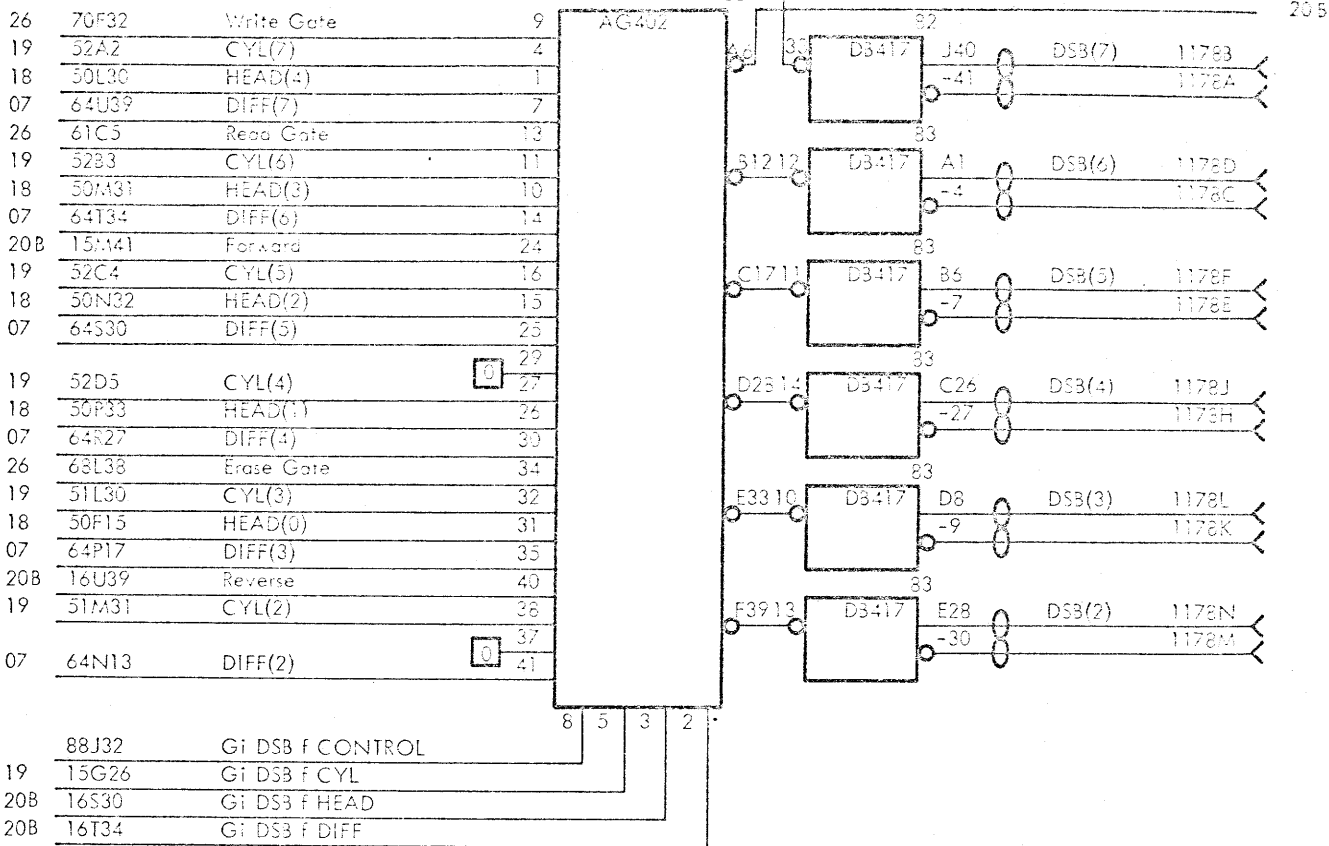 20B
26 70F32 Write Gate 9 AG402 82
19 52A2 CYL(7) 4 A6 33 DB417 J40 DSB(7) 1178B
18 50L30 HEAD(4) 1 -41 1178A
07 64U39 DIFF(7) 7
26 61C5 Read Gate 13 83
19 52B3 CYL(6) 11 B12 12 DB417 A1 DSB(6) 1178D
18 50M31 HEAD(3) 10 -4 1178C
07 64T34 DIFF(6) 14
20B 15M41 Forward 24 83
19 52C4 CYL(5) 16 C17 11 DB417 B6 DSB(5) 1178F
18 50N32 HEAD(2) 15 -7 1178E
07 64S30 DIFF(5) 25
29 83
19 52D5 CYL(4) 0 27 D28 14 DB417 C26 DSB(4) 1178J
18 50P33 HEAD(1) 26 -27 1178H
07 64R27 DIFF(4) 30
26 68L38 Erase Gate 34 83
19 51L30 CYL(3) 32 E33 10 DB417 D8 DSB(3) 1178L
18 50F15 HEAD(0) 31 -9 1178K
07 64P17 DIFF(3) 35
20B 16U39 Reverse 40 83
19 51M31 CYL(2) 38 F39 13 DB417 E28 DSB(2) 1178N
37 -30 1178M
07 64N13 DIFF(2) 0 41
8 5 3 2
88J32 Gi DSB f CONTROL
19 15G26 Gi DSB f CYL
20B 16S30 Gi DSB f HEAD
20B 16T34 Gi DSB f DIFF